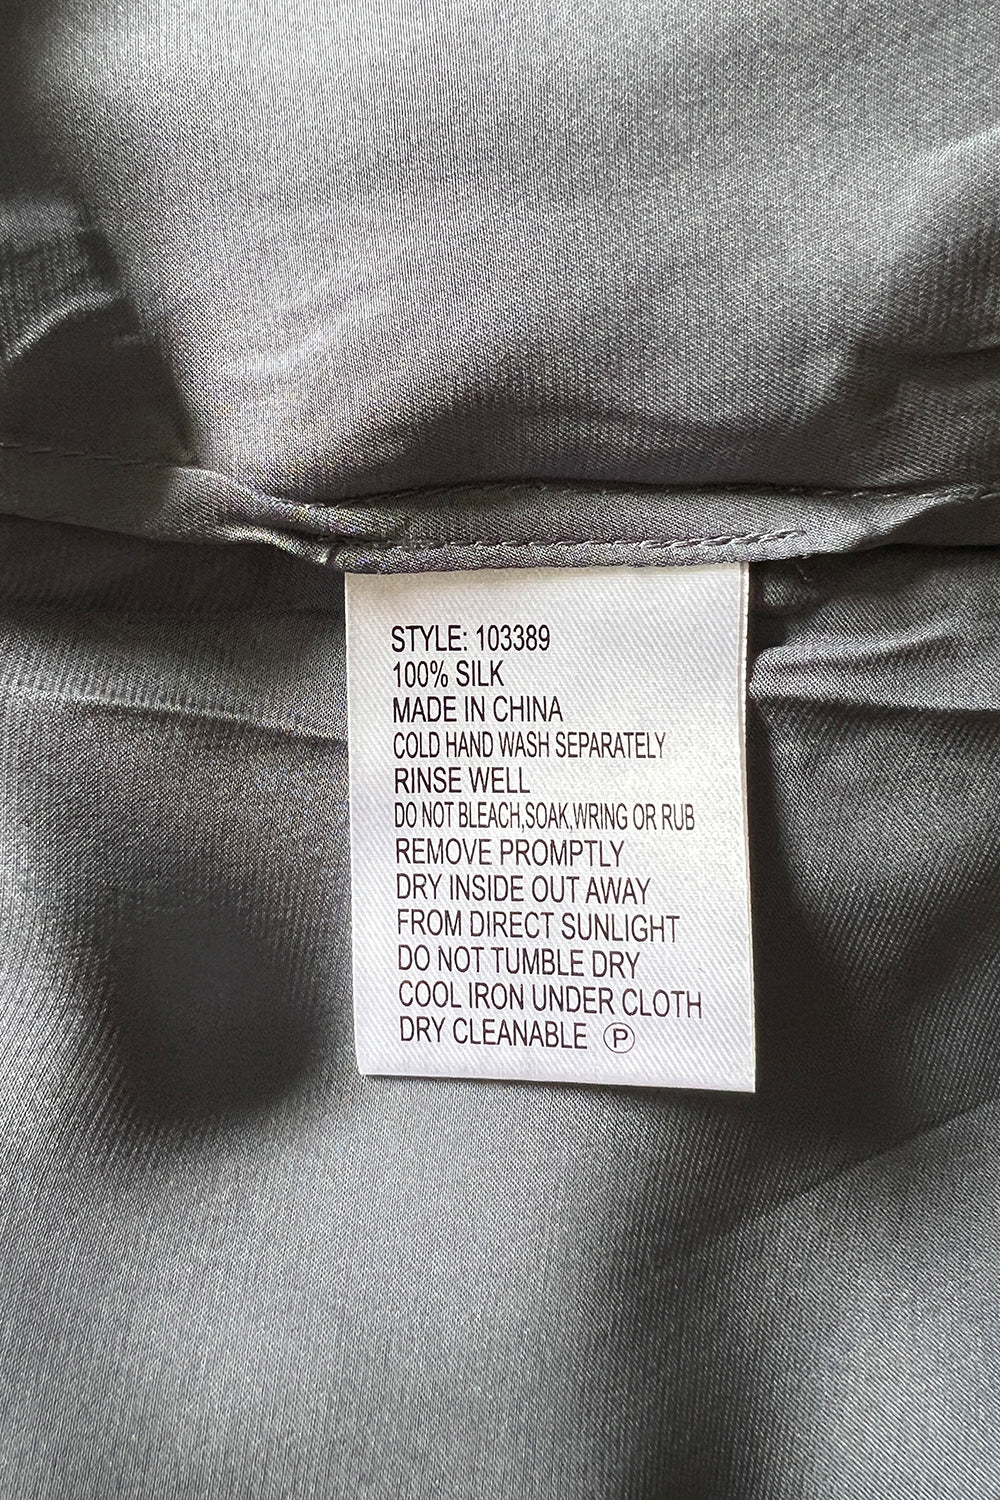 STYLE: 103389
100% SILK
MADE IN CHINA
COLD HAND WASH SEPARATELY
RINSE WELL
DO NOT BLEACH,SOAK,WRING OR RUB
REMOVE PROMPTLY
DRY INSIDE OUT AWAY
FROM DIRECT SUNLIGHT
DO NOT TUMBLE DRY
COOL IRON UNDER CLOTH
DRY CLEANABLE Ⓟ